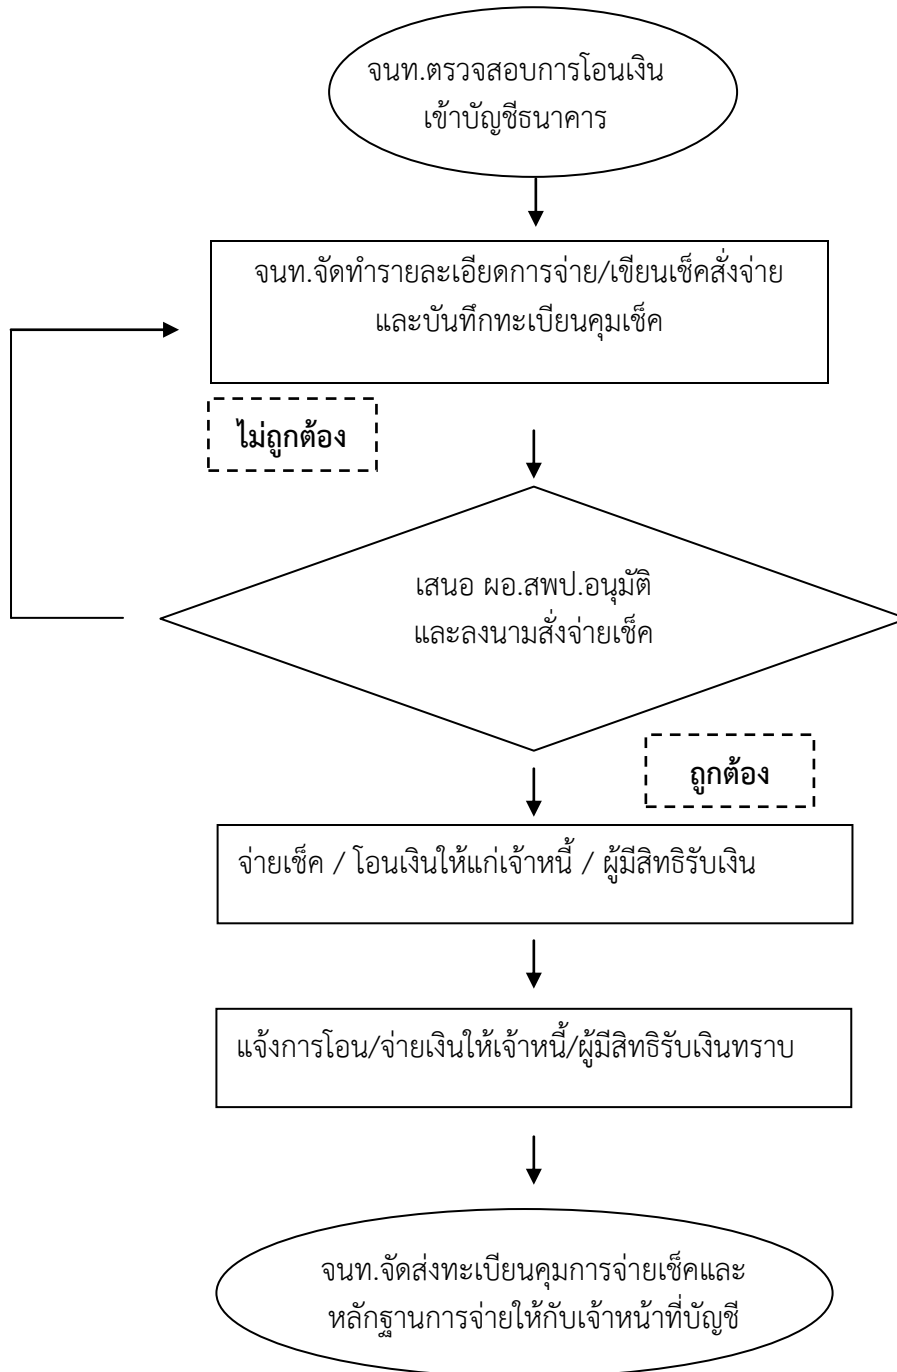 จนท.ตรวจสอบการโอนเงิน
เข้าบัญชีธนาคาร
จนท.จัดทำรายละเอียดการจ่าย/เขียนเช็คสั่งจ่าย
และบันทึกทะเบียนคุมเช็ค
ไม่ถูกต้อง
เสนอ ผอ.สพป.อนุมัติ
และลงนามสั่งจ่ายเช็ค
ถูกต้อง
จ่ายเช็ค / โอนเงินให้แก่เจ้าหนี้ / ผู้มีสิทธิรับเงิน
แจ้งการโอน/จ่ายเงินให้เจ้าหนี้/ผู้มีสิทธิรับเงินทราบ
จนท.จัดส่งทะเบียนคุมการจ่ายเช็คและ
หลักฐานการจ่ายให้กับเจ้าหน้าที่บัญชี